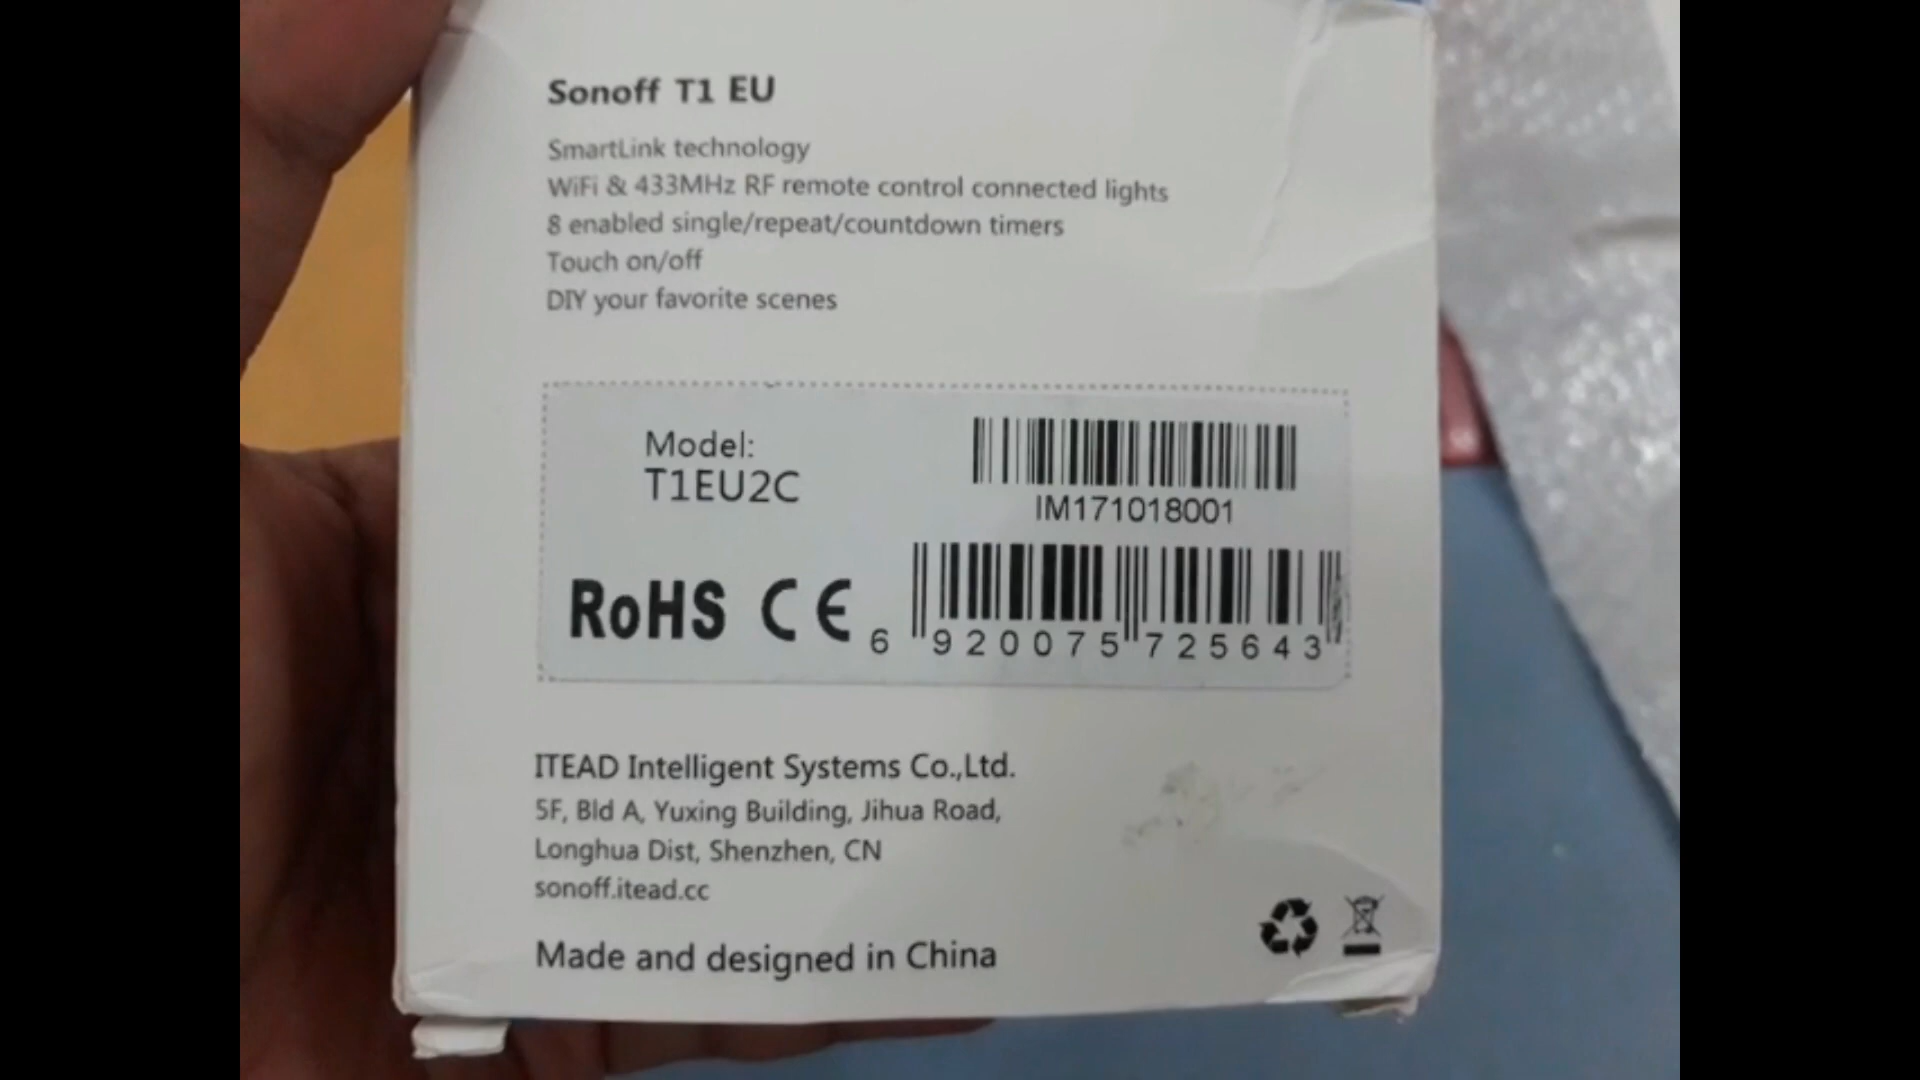 Sonoff T1 EU
SmartLink technology
WiFi & 433MHz RF remote control connected lights
8 enabled single/repeat/countdown timers
Touch on/off
DIY your favorite scenes
Model:
T1EU2C
IM171018001
RoHS CE
6 920075 725643
ITEAD Intelligent Systems Co.,Ltd.
5F, Bld A, Yuxing Building, Jihua Road,
Longhua Dist, Shenzhen, CN
sonoff.itead.cc
Made and designed in China